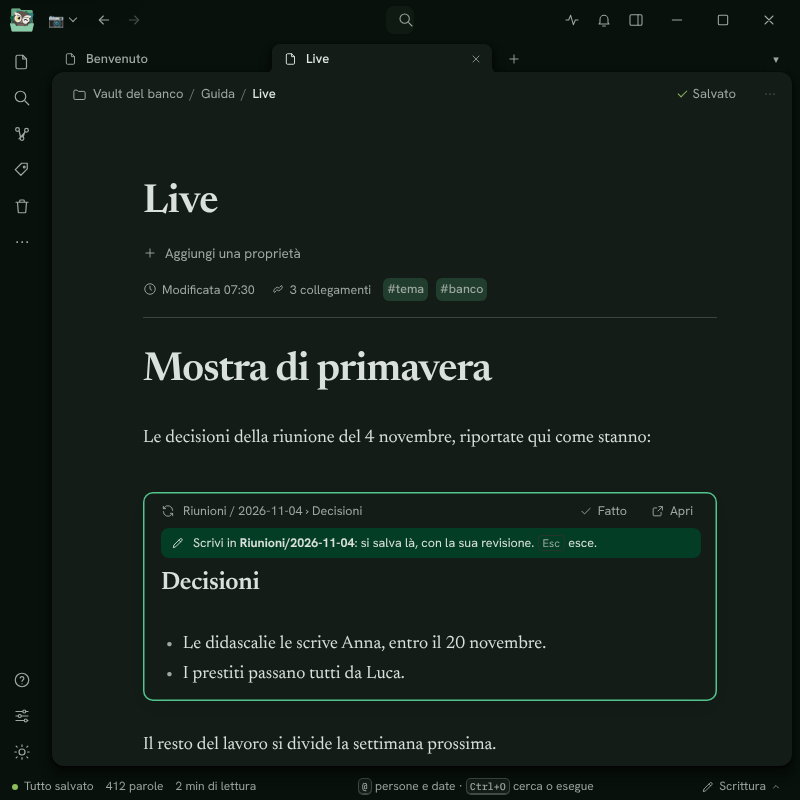 Benvenuto
Live
Vault del banco / Guida / Live
Salvato
Live
Aggiungi una proprietà
Modificata 07:30
3 collegamenti
#tema
#banco
Mostra di primavera
Le decisioni della riunione del 4 novembre, riportate qui come stanno:
Riunioni / 2026-11-04 › Decisioni
Fatto
Apri
Scrivi in Riunioni/2026-11-04: si salva là, con la sua revisione. Esc esce.
Decisioni
• Le didascalie le scrive Anna, entro il 20 novembre.
• I prestiti passano tutti da Luca.
Il resto del lavoro si divide la settimana prossima.
Tutto salvato
412 parole
2 min di lettura
@ persone e date · Ctrl+O cerca o esegue
Scrittura